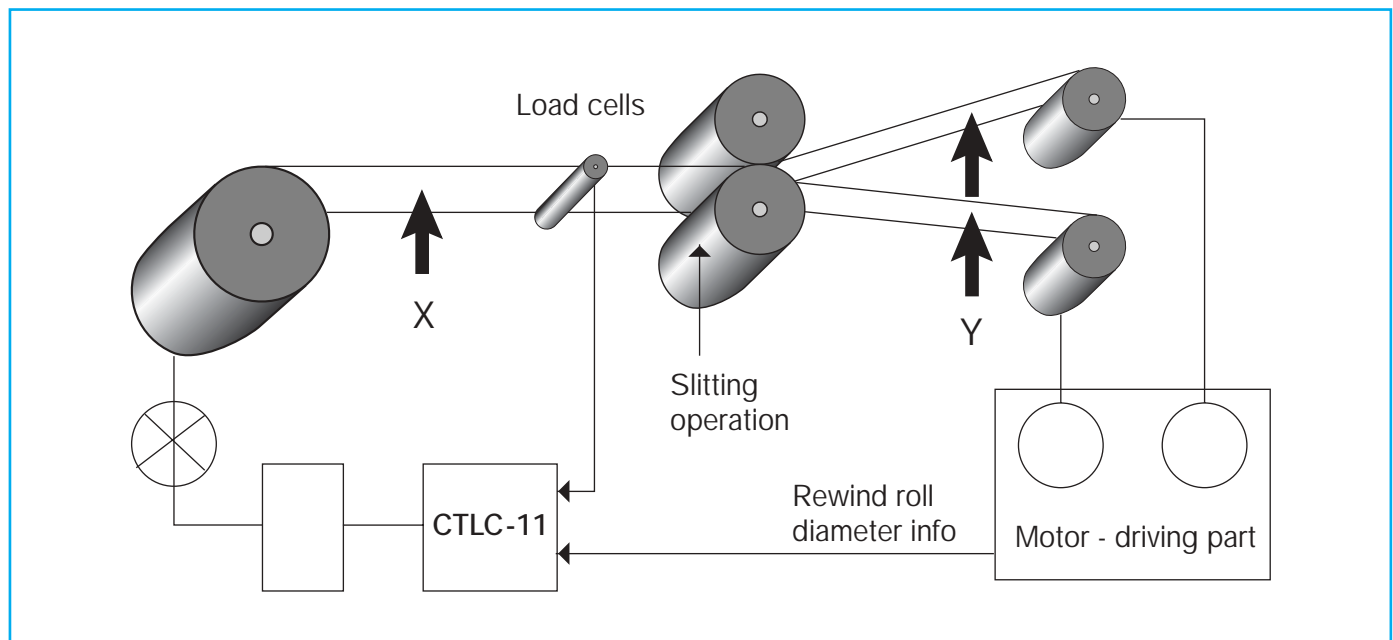 Load cells
X
Y
Slitting
operation
CTLC-11
Rewind roll
diameter info
Motor - driving part